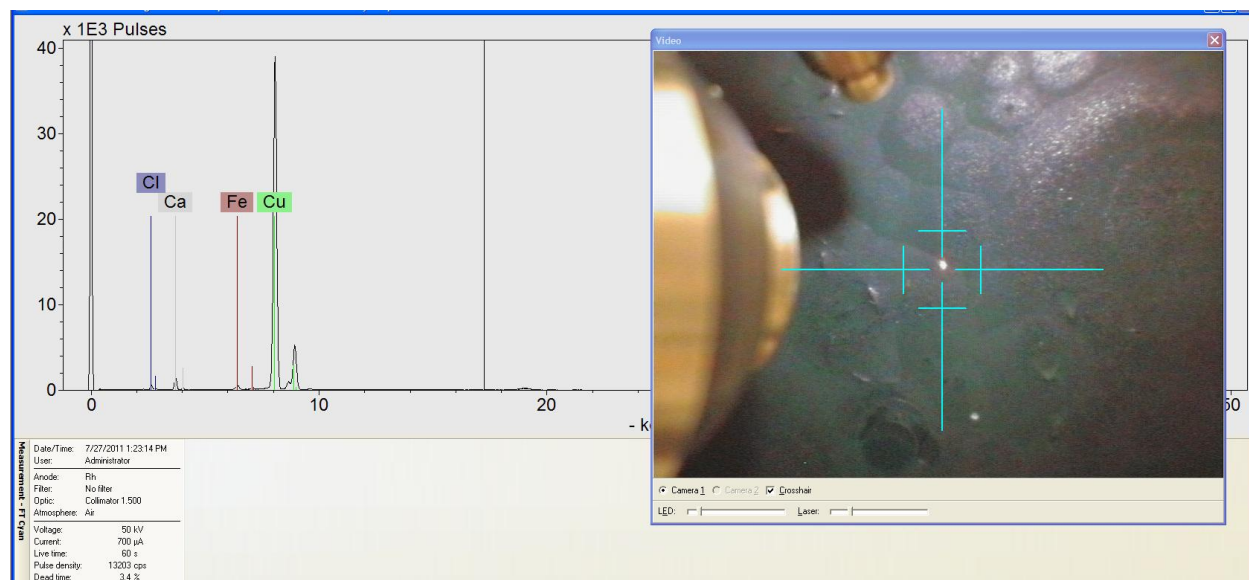 x 1E3 Pulses
Video
40
30
20
10
0
Cl
Ca
Fe
Cu
0
10
20
50
- k
Camera 1
Camera 2
Crosshair
LED:
Laser:
Measurement - FT Cyan
Date/Time: 7/27/2011 1:23:14 PM
User: Administrator
Anode: Rh
Filter: No filter
Optic: Collimator 1.500
Atmosphere: Air
Voltage: 50 kV
Current: 700 µA
Live time: 60 s
Pulse density: 13203 cps
Dead time: 3.4 %